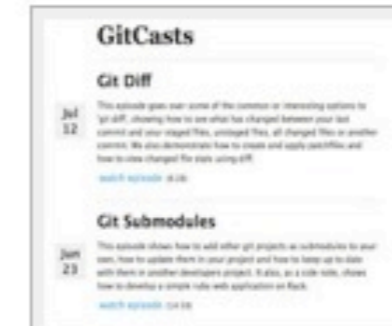 GitCasts
Git Diff
Jul
12
This episode goes over some of the common or interesting options to
'git diff', showing how to see what has changed between your last
commit and your staged files, unstaged files, all changed files or another
commit. We also demonstrate how to create and apply patchfiles and
how to view changed file stats using diff.
watch episode
Git Submodules
Jun
23
This episode shows how to add other git projects as submodules to your
own, how to update them in your project and how to keep up to date
with them in another developers project. It also, as a side note, shows
how to develop a simple ruby web application on Rack.
watch episode